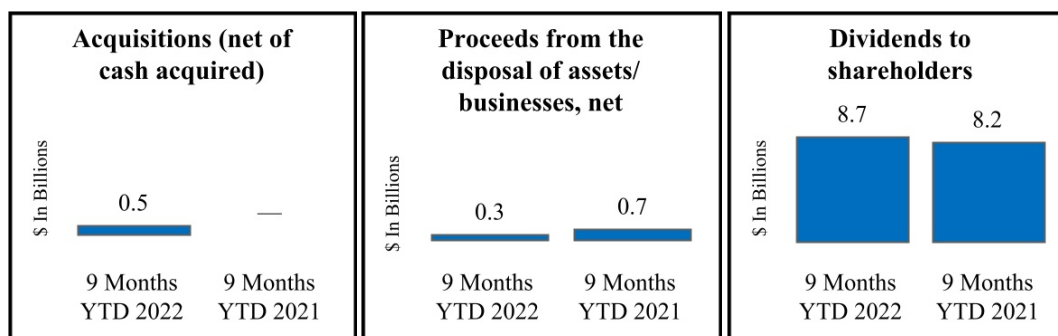 Acquisitions (net of
cash acquired)
$ In Billions
0.5
—
9 Months
YTD 2022
9 Months
YTD 2021
Proceeds from the
disposal of assets/
businesses, net
$ In Billions
0.3
0.7
9 Months
YTD 2022
9 Months
YTD 2021
Dividends to
shareholders
$ In Billions
8.7
8.2
9 Months
YTD 2022
9 Months
YTD 2021